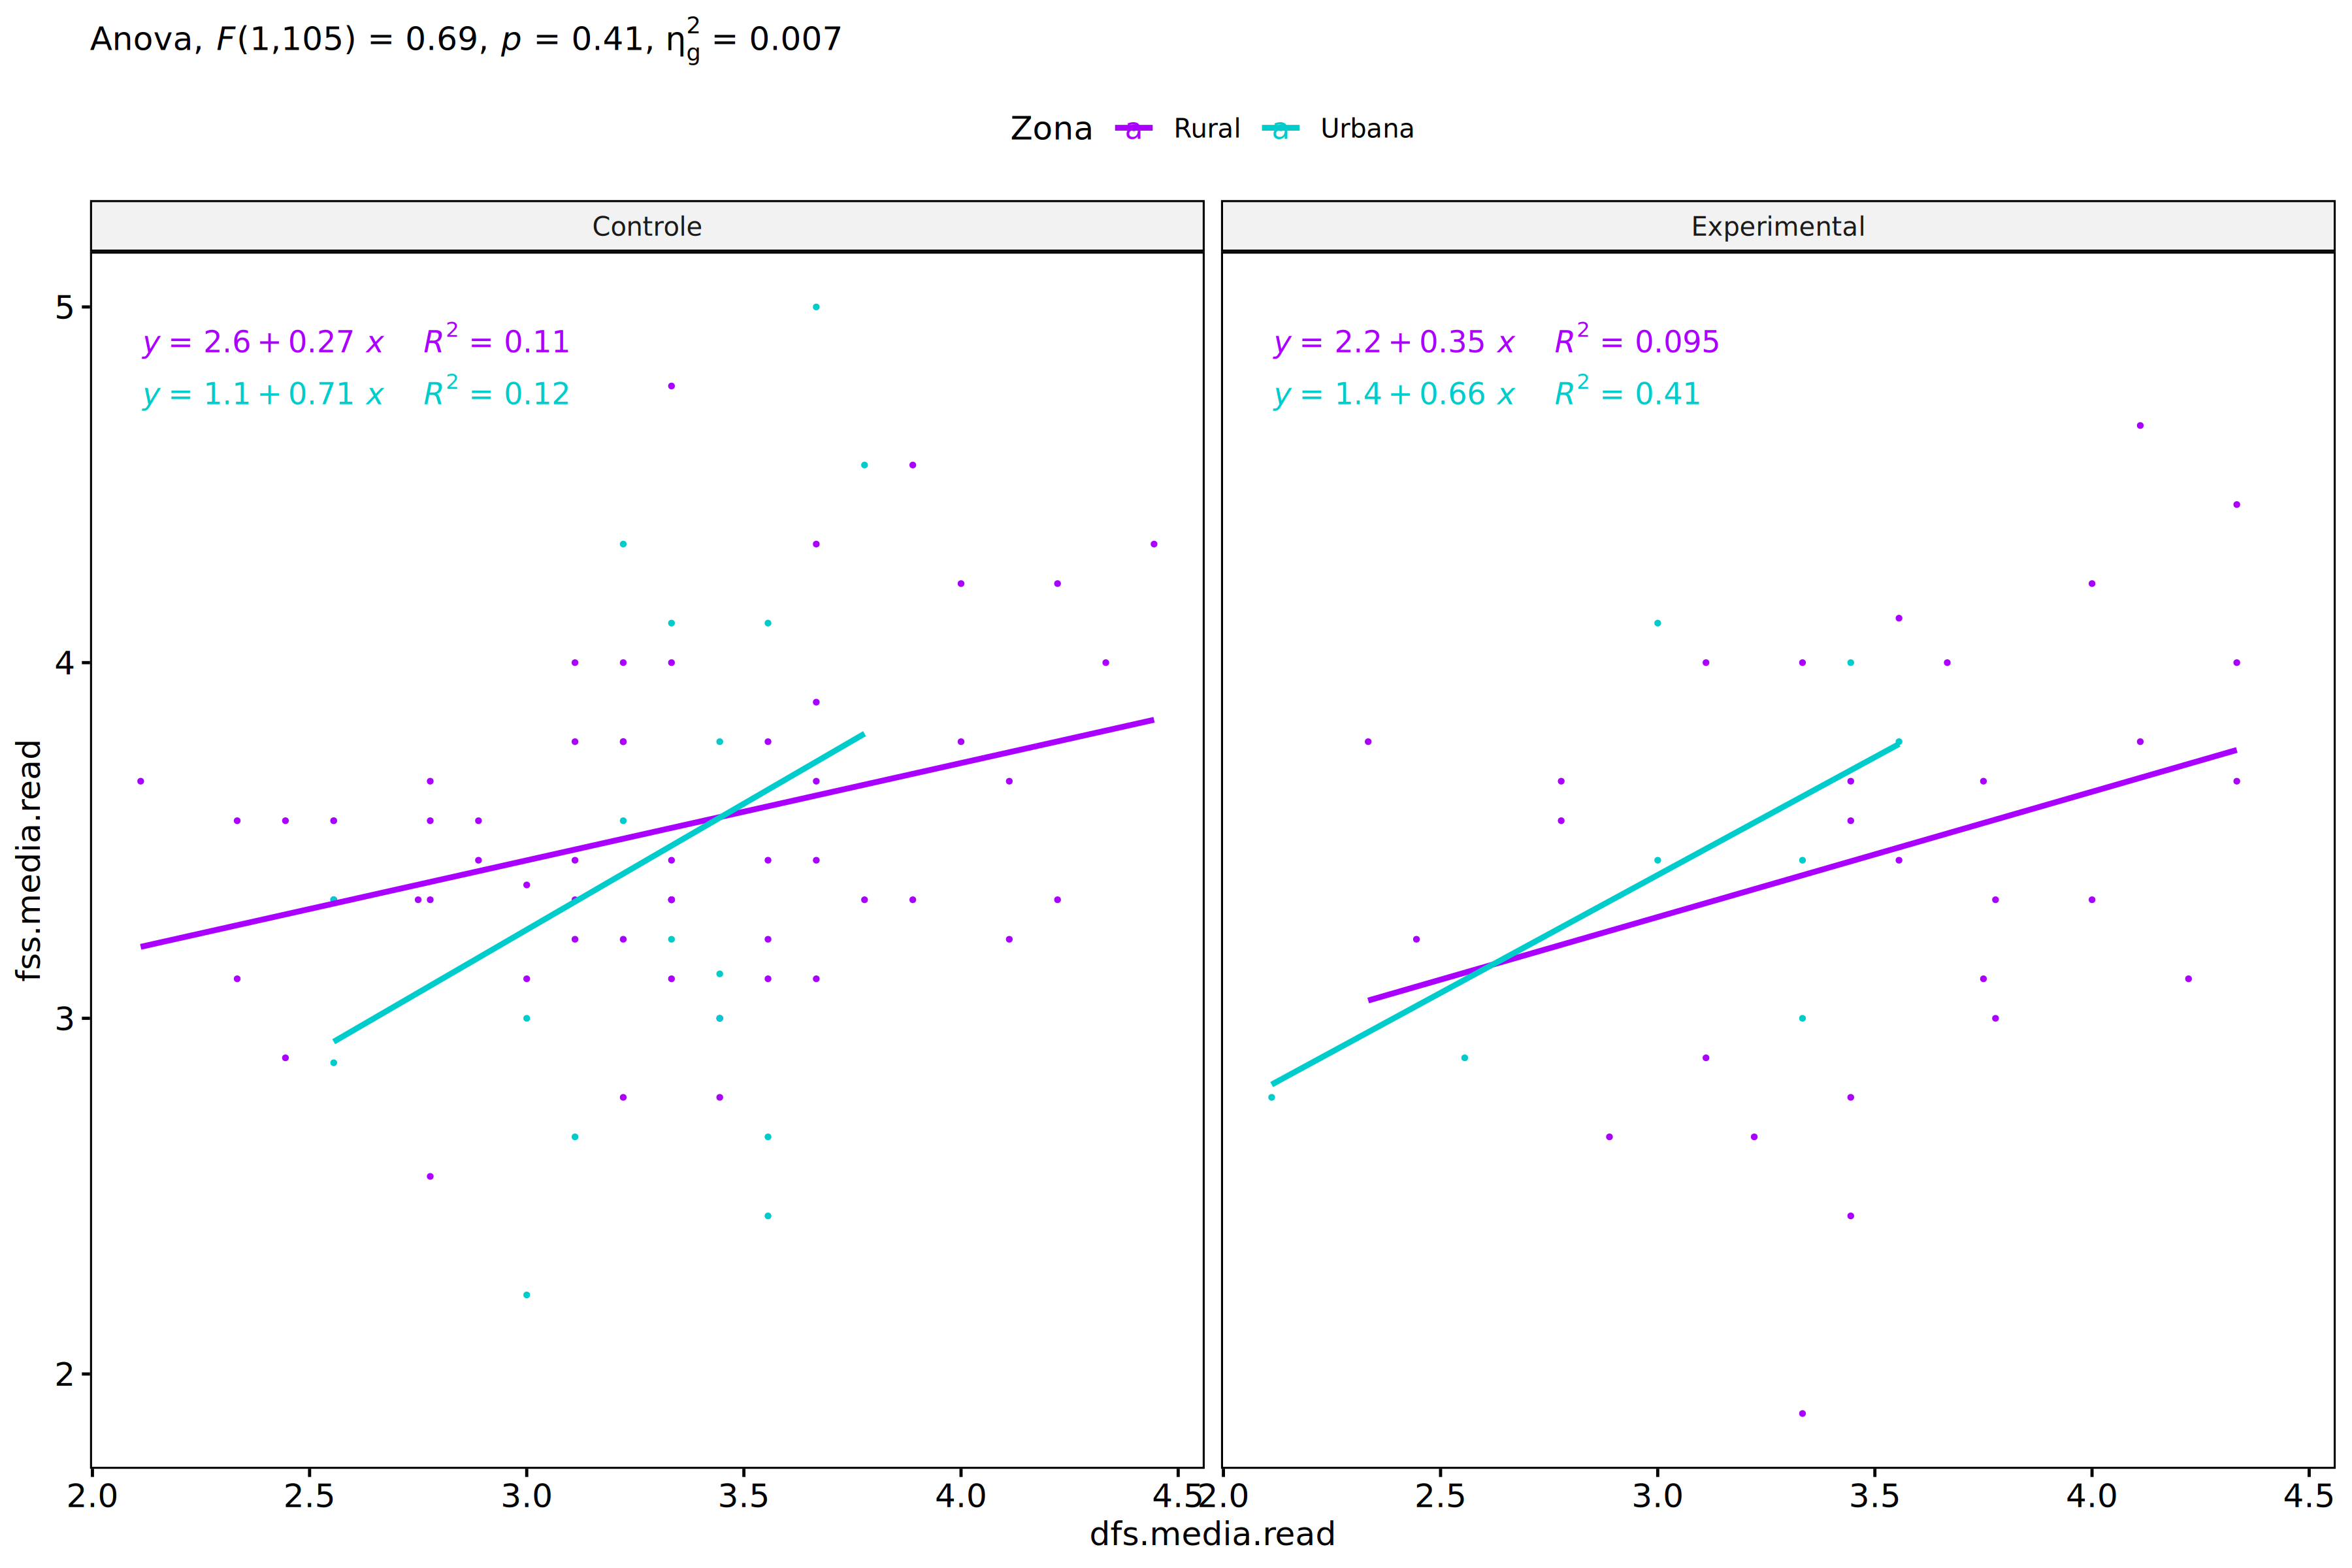 Anova, F(1,105) = 0.69, p = 0.41, η²g = 0.007
Zona a Rural a Urbana
Controle
Experimental
y = 2.6 + 0.27 x R² = 0.11
y = 1.1 + 0.71 x R² = 0.12
y = 2.2 + 0.35 x R² = 0.095
y = 1.4 + 0.66 x R² = 0.41
5
4
3
2
fss.media.read
2.0 2.5 3.0 3.5 4.0 4.5
2.0 2.5 3.0 3.5 4.0 4.5
dfs.media.read